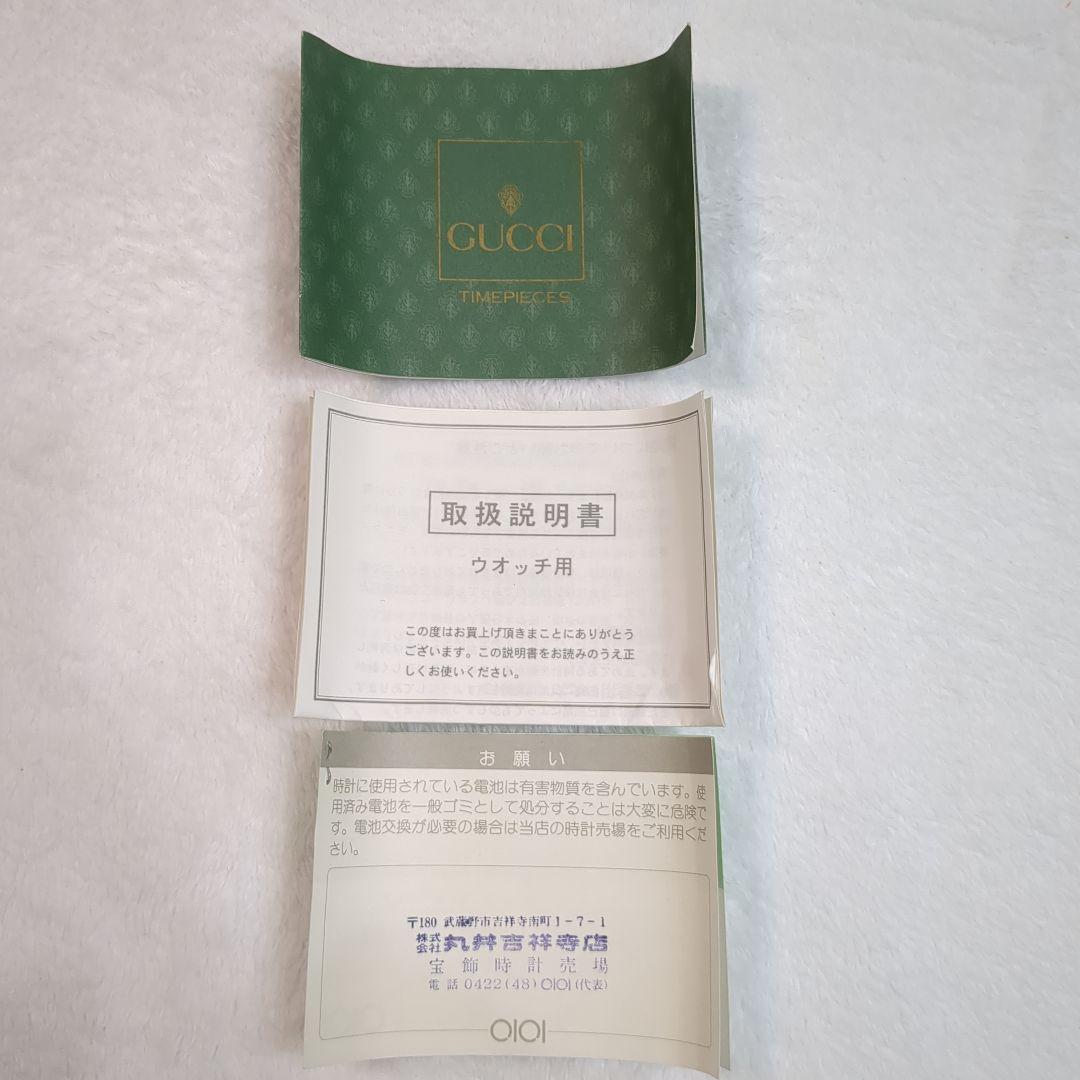 GUCCI
TIMEPIECES
取扱説明書
ウオッチ用
この度はお買上げ頂きまことにありがとう
ございます。この説明書をお読みのうえ正
しくお使いください。
お願い
時計に使用されている電池は有害物質を含んでいます。使
用済み電池を一般ゴミとして処分することは大変に危険で
す。電池交換が必要の場合は当店の時計売場をご利用くだ
さい。
〒180 武蔵野市吉祥寺南町1-7-1
株式会社 丸井吉祥寺店
宝飾時計売場
電話 0422(48)0101(代表)
OIOI